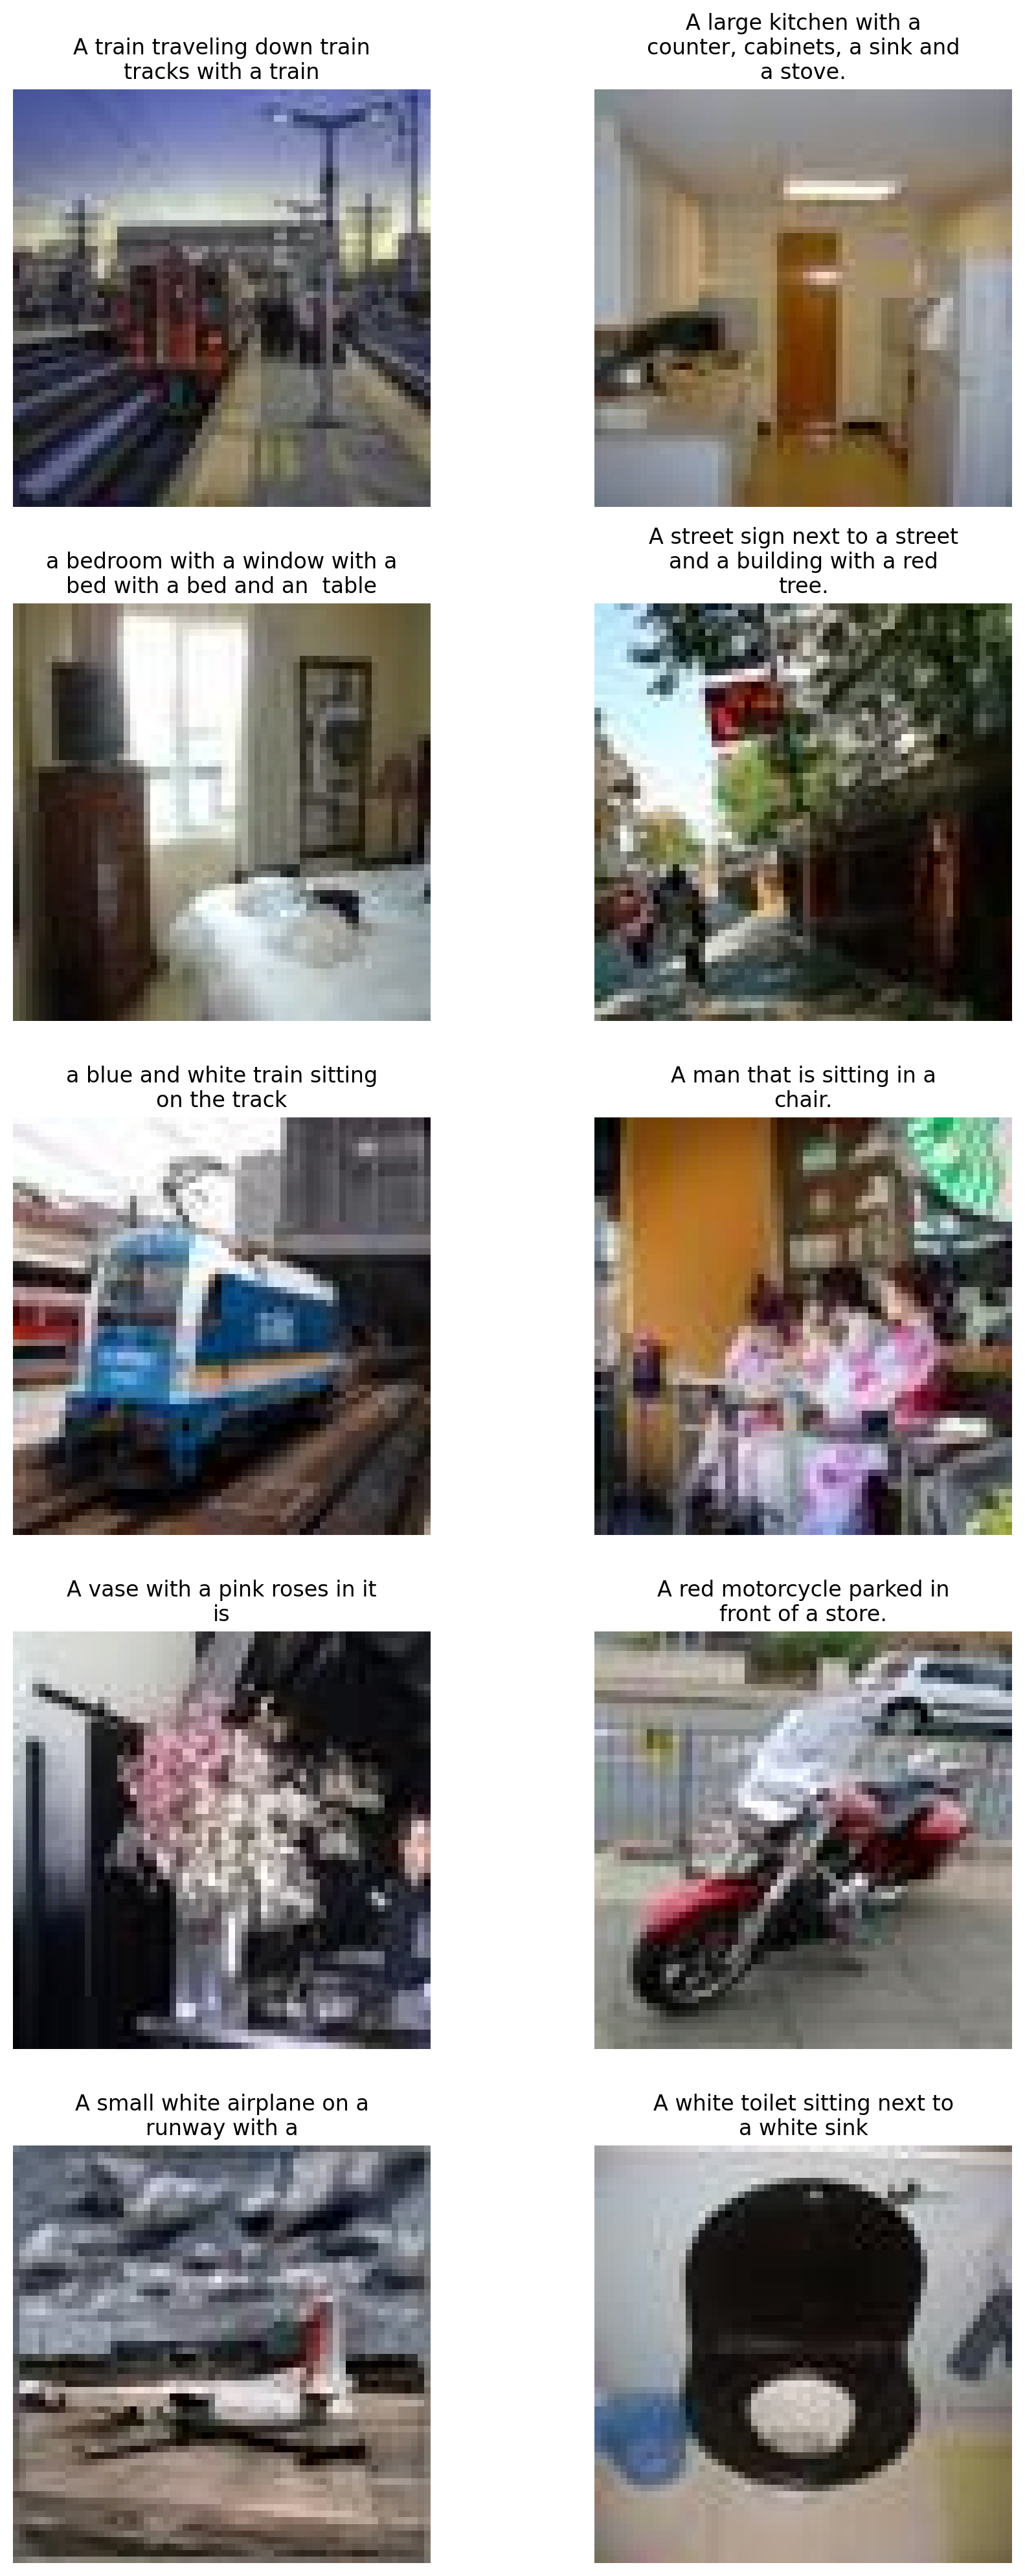 A train traveling down train
tracks with a train
A large kitchen with a
counter, cabinets, a sink and
a stove.
a bedroom with a window with a
bed with a bed and an  table
A street sign next to a street
and a building with a red
tree.
a blue and white train sitting
on the track
A man that is sitting in a
chair.
A vase with a pink roses in it
is
A red motorcycle parked in
front of a store.
A small white airplane on a
runway with a
A white toilet sitting next to
a white sink